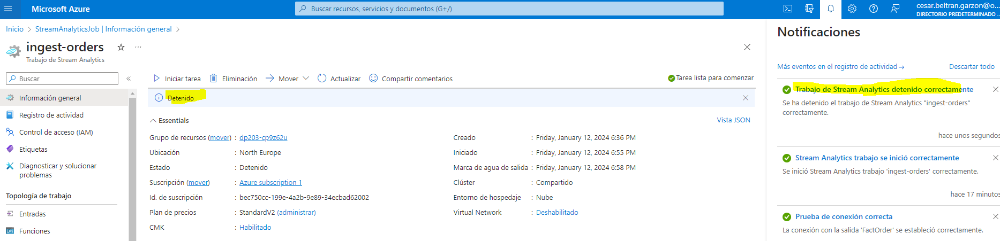 Microsoft Azure
Buscar recursos, servicios y documentos (G+/)
cesar.beltran.garzon@o...
DIRECTORIO PREDETERMINADO ...
Inicio > StreamAnalyticsJob | Información general >
ingest-orders
Trabajo de Stream Analytics
Buscar
Información general
Registro de actividad
Control de acceso (IAM)
Etiquetas
Diagnosticar y solucionar
problemas
Topología de trabajo
Entradas
Funciones
Iniciar tarea Eliminación Mover Actualizar Compartir comentarios
Tarea lista para comenzar
Detenido
Essentials
Vista JSON
Grupo de recursos (mover) : dp203-cp9z62u
Ubicación : North Europe
Estado : Detenido
Suscripción (mover) : Azure subscription 1
Id. de suscripción : bec750cc-199e-4a2b-9e89-34ecbad62002
Plan de precios : StandardV2 (administrar)
CMK : Habilitado
Creado : Friday, January 12, 2024 6:36 PM
Iniciado : Friday, January 12, 2024 6:55 PM
Marca de agua de salida : Friday, January 12, 2024 6:58 PM
Clúster : Compartido
Entorno de hospedaje : Nube
Virtual Network : Deshabilitado
Notificaciones
Más eventos en el registro de actividad →
Descartar todo
Trabajo de Stream Analytics detenido correctamente
Se ha detenido el trabajo de Stream Analytics "ingest-orders"
correctamente.
hace unos segundos
Stream Analytics trabajo se inició correctamente
Se inició Stream Analytics trabajo 'ingest-orders' correctamente.
hace 17 minutos
Prueba de conexión correcta
La conexión con la salida 'FactOrder' se estableció correctamente.